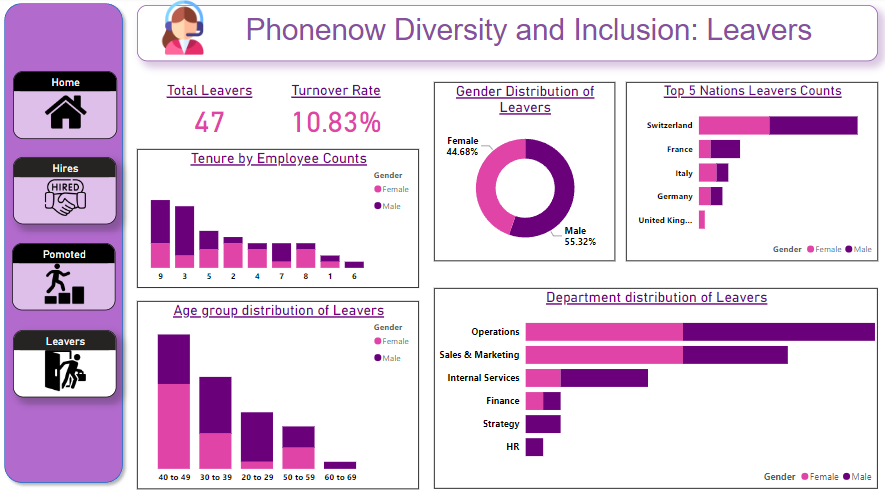 Phonenow Diversity and Inclusion: Leavers
Home
Hires
HIRED
Pomoted
Leavers
Total Leavers
47
Turnover Rate
10.83%
Tenure by Employee Counts
Gender
Female
Male
9 3 5 2 4 7 8 1 6
Gender Distribution of
Leavers
Female
44.68%
Male
55.32%
Top 5 Nations Leavers Counts
Switzerland
France
Italy
Germany
United King...
Gender Female Male
Age group distribution of Leavers
Gender
Female
Male
40 to 49 30 to 39 20 to 29 50 to 59 60 to 69
Department distribution of Leavers
Operations
Sales & Marketing
Internal Services
Finance
Strategy
HR
Gender Female Male